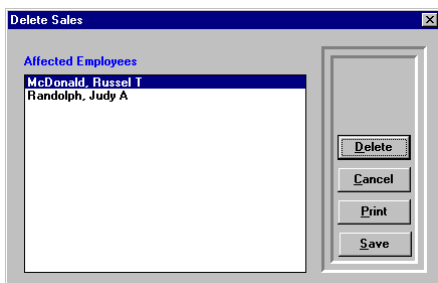 Delete Sales
Affected Employees
McDonald, Russel T
Randolph, Judy A
Delete
Cancel
Print
Save